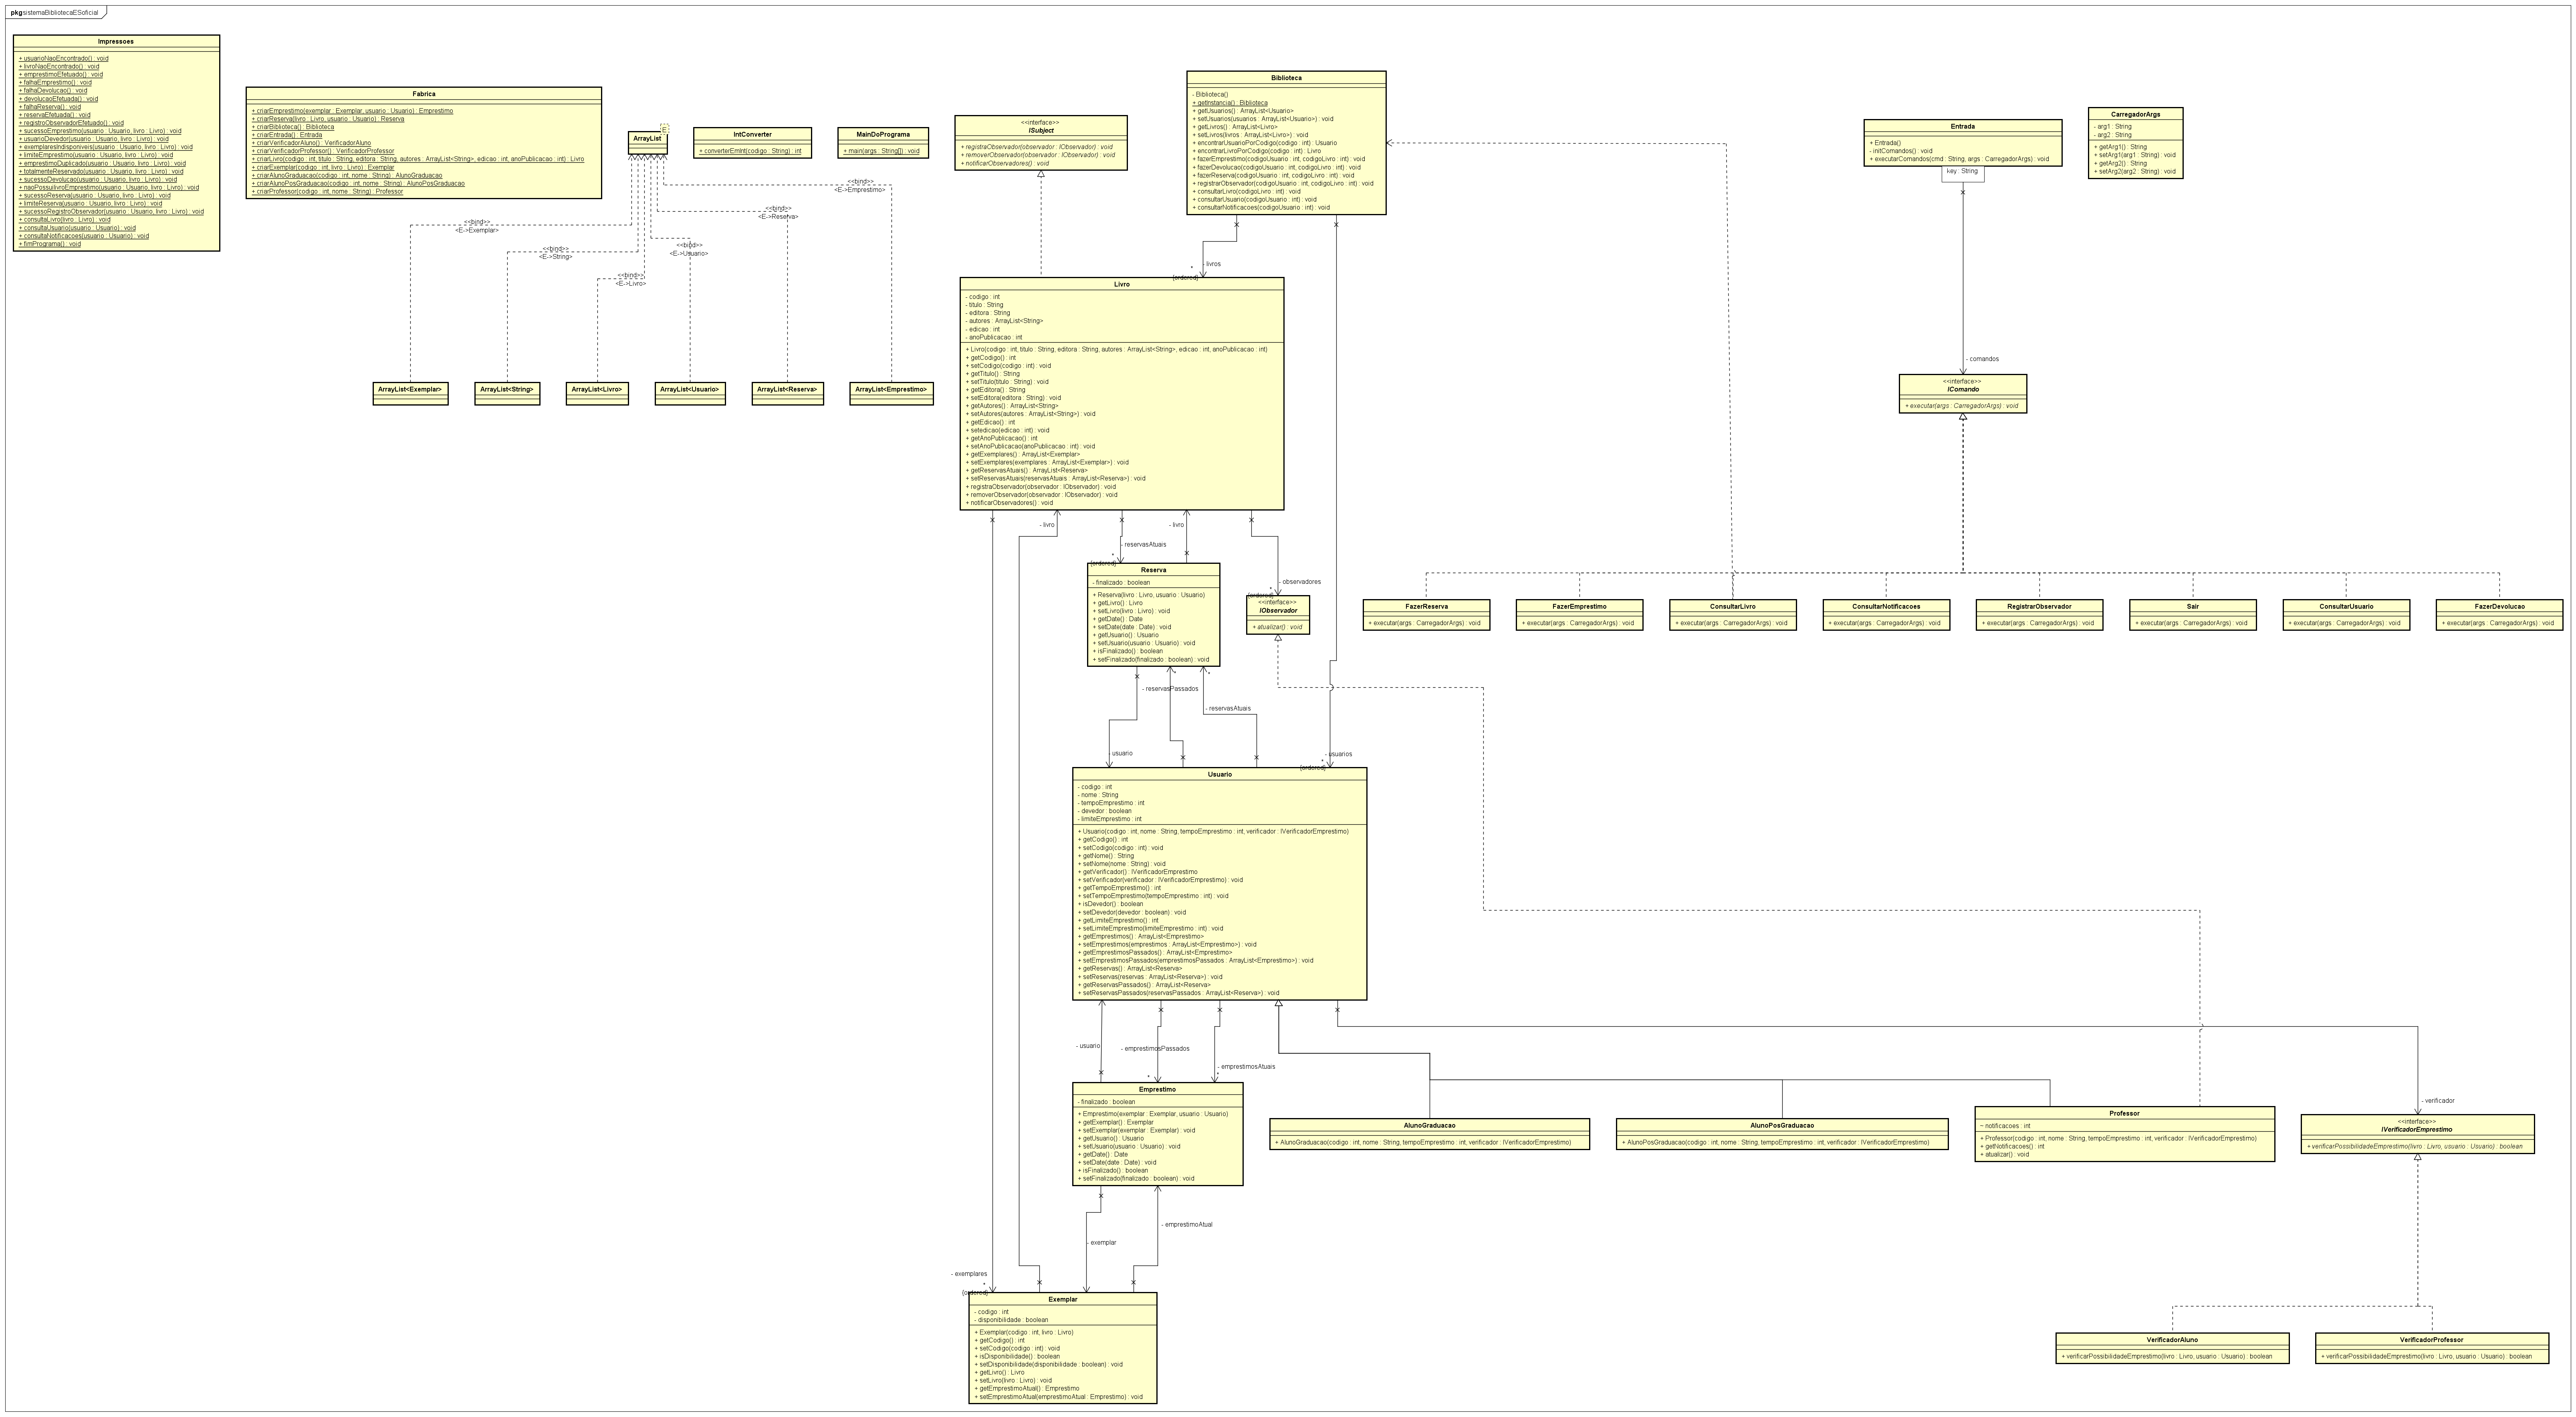 pkg sistemaBibliotecaESoficial
Impressoes
+ usuarioNaoEncontrado() : void
+ livroNaoEncontrado() : void
+ emprestimoEfetuado() : void
+ falhaEmprestimo() : void
+ falhaDevolucao() : void
+ devolucaoEfetuada() : void
+ falhaReserva() : void
+ reservaEfetuada() : void
+ registroObservadorEfetuado() : void
+ sucessoEmprestimo(usuario : Usuario, livro : Livro) : void
+ usuarioDevedor(usuario : Usuario, livro : Livro) : void
+ exemplaresIndisponiveis(usuario : Usuario, livro : Livro) : void
+ limiteEmprestimo(usuario : Usuario, livro : Livro) : void
+ emprestimoDuplicado(usuario : Usuario, livro : Livro) : void
+ totalmenteReservado(usuario : Usuario, livro : Livro) : void
+ sucessoDevolucao(usuario : Usuario, livro : Livro) : void
+ naoPossuilivroEmprestimo(usuario : Usuario, livro : Livro) : void
+ sucessoReserva(usuario : Usuario, livro : Livro) : void
+ limiteReserva(usuario : Usuario, livro : Livro) : void
+ sucessoRegistroObservador(usuario : Usuario, livro : Livro) : void
+ consultaLivro(livro : Livro) : void
+ consultaUsuario(usuario : Usuario) : void
+ consultaNotificacoes(usuario : Usuario) : void
+ fimPrograma() : void
Fabrica
+ criarEmprestimo(exemplar : Exemplar, usuario : Usuario) : Emprestimo
+ criarReserva(livro : Livro, usuario : Usuario) : Reserva
+ criarBiblioteca() : Biblioteca
+ criarEntrada() : Entrada
+ criarVerificadorAluno() : VerificadorAluno
+ criarVerificadorProfessor() : VerificadorProfessor
+ criarLivro(codigo : int, titulo : String, editora : String, autores : ArrayList<String>, edicao : int, anoPublicacao : int) : Livro
+ criarExemplar(codigo : int, livro : Livro) : Exemplar
+ criarAlunoGraduacao(codigo : int, nome : String) : AlunoGraduacao
+ criarAlunoPosGraduacao(codigo : int, nome : String) : AlunoPosGraduacao
+ criarProfessor(codigo : int, nome : String) : Professor
E
ArrayList
IntConverter
+ converterEmInt(codigo : String) : int
MainDoPrograma
+ main(args : String[]) : void
<<bind>>
<E->Exemplar>
<<bind>>
<E->String>
<<bind>>
<E->Livro>
<<bind>>
<E->Usuario>
<<bind>>
<E->Reserva>
<<bind>>
<E->Emprestimo>
ArrayList<Exemplar>
ArrayList<String>
ArrayList<Livro>
ArrayList<Usuario>
ArrayList<Reserva>
ArrayList<Emprestimo>
<<interface>>
ISubject
+ registraObservador(observador : IObservador) : void
+ removerObservador(observador : IObservador) : void
+ notificarObservadores() : void
Biblioteca
- Biblioteca()
+ getInstancia() : Biblioteca
+ getUsuarios() : ArrayList<Usuario>
+ setUsuarios(usuarios : ArrayList<Usuario>) : void
+ getLivros() : ArrayList<Livro>
+ setLivros(livros : ArrayList<Livro>) : void
+ encontrarUsuarioPorCodigo(codigo : int) : Usuario
+ encontrarLivroPorCodigo(codigo : int) : Livro
+ fazerEmprestimo(codigoUsuario : int, codigoLivro : int) : void
+ fazerDevolucao(codigoUsuario : int, codigoLivro : int) : void
+ fazerReserva(codigoUsuario : int, codigoLivro : int) : void
+ registrarObservador(codigoUsuario : int, codigoLivro : int) : void
+ consultarLivro(codigoLivro : int) : void
+ consultarUsuario(codigoUsuario : int) : void
+ consultarNotificacoes(codigoUsuario : int) : void
- livros
*
{ordered}
Entrada
+ Entrada()
- initComandos() : void
+ executarComandos(cmd : String, args : CarregadorArgs) : void
key : String
CarregadorArgs
- arg1 : String
- arg2 : String
+ getArg1() : String
+ setArg1(arg1 : String) : void
+ getArg2() : String
+ setArg2(arg2 : String) : void
- comandos
<<interface>>
IComando
+ executar(args : CarregadorArgs) : void
Livro
- codigo : int
- titulo : String
- editora : String
- autores : ArrayList<String>
- edicao : int
- anoPublicacao : int
+ Livro(codigo : int, titulo : String, editora : String, autores : ArrayList<String>, edicao : int, anoPublicacao : int)
+ getCodigo() : int
+ setCodigo(codigo : int) : void
+ getTitulo() : String
+ setTitulo(titulo : String) : void
+ getEditora() : String
+ setEditora(editora : String) : void
+ getAutores() : ArrayList<String>
+ setAutores(autores : ArrayList<String>) : void
+ getEdicao() : int
+ setedicao(edicao : int) : void
+ getAnoPublicacao() : int
+ setAnoPublicacao(anoPublicacao : int) : void
+ getExemplares() : ArrayList<Exemplar>
+ setExemplares(exemplares : ArrayList<Exemplar>) : void
+ getReservasAtuais() : ArrayList<Reserva>
+ setReservasAtuais(reservasAtuais : ArrayList<Reserva>) : void
+ registraObservador(observador : IObservador) : void
+ removerObservador(observador : IObservador) : void
+ notificarObservadores() : void
- livro
- reservasAtuais
*
{ordered}
- livro
- observadores
*
{ordered}
Reserva
- finalizado : boolean
+ Reserva(livro : Livro, usuario : Usuario)
+ getLivro() : Livro
+ setLivro(livro : Livro) : void
+ getDate() : Date
+ setDate(date : Date) : void
+ getUsuario() : Usuario
+ setUsuario(usuario : Usuario) : void
+ isFinalizado() : boolean
+ setFinalizado(finalizado : boolean) : void
<<interface>>
IObservador
+ atualizar() : void
FazerReserva
+ executar(args : CarregadorArgs) : void
FazerEmprestimo
+ executar(args : CarregadorArgs) : void
ConsultarLivro
+ executar(args : CarregadorArgs) : void
ConsultarNotificacoes
+ executar(args : CarregadorArgs) : void
RegistrarObservador
+ executar(args : CarregadorArgs) : void
Sair
+ executar(args : CarregadorArgs) : void
ConsultarUsuario
+ executar(args : CarregadorArgs) : void
FazerDevolucao
+ executar(args : CarregadorArgs) : void
- reservasPassados
*
- reservasAtuais
*
- usuario
- usuarios
*
{ordered}
Usuario
- codigo : int
- nome : String
- tempoEmprestimo : int
- devedor : boolean
- limiteEmprestimo : int
+ Usuario(codigo : int, nome : String, tempoEmprestimo : int, verificador : IVerificadorEmprestimo)
+ getCodigo() : int
+ setCodigo(codigo : int) : void
+ getNome() : String
+ setNome(nome : String) : void
+ getVerificador() : IVerificadorEmprestimo
+ setVerificador(verificador : IVerificadorEmprestimo) : void
+ getTempoEmprestimo() : int
+ setTempoEmprestimo(tempoEmprestimo : int) : void
+ isDevedor() : boolean
+ setDevedor(devedor : boolean) : void
+ getLimiteEmprestimo() : int
+ setLimiteEmprestimo(limiteEmprestimo : int) : void
+ getEmprestimos() : ArrayList<Emprestimo>
+ setEmprestimos(emprestimos : ArrayList<Emprestimo>) : void
+ getEmprestimosPassados() : ArrayList<Emprestimo>
+ setEmprestimosPassados(emprestimosPassados : ArrayList<Emprestimo>) : void
+ getReservas() : ArrayList<Reserva>
+ setReservas(reservas : ArrayList<Reserva>) : void
+ getReservasPassados() : ArrayList<Reserva>
+ setReservasPassados(reservasPassados : ArrayList<Reserva>) : void
- usuario
- emprestimosPassados
*
- emprestimosAtuais
*
- verificador
Emprestimo
- finalizado : boolean
+ Emprestimo(exemplar : Exemplar, usuario : Usuario)
+ getExemplar() : Exemplar
+ setExemplar(exemplar : Exemplar) : void
+ getUsuario() : Usuario
+ setUsuario(usuario : Usuario) : void
+ getDate() : Date
+ setDate(date : Date) : void
+ isFinalizado() : boolean
+ setFinalizado(finalizado : boolean) : void
AlunoGraduacao
+ AlunoGraduacao(codigo : int, nome : String, tempoEmprestimo : int, verificador : IVerificadorEmprestimo)
AlunoPosGraduacao
+ AlunoPosGraduacao(codigo : int, nome : String, tempoEmprestimo : int, verificador : IVerificadorEmprestimo)
Professor
~ notificacoes : int
+ Professor(codigo : int, nome : String, tempoEmprestimo : int, verificador : IVerificadorEmprestimo)
+ getNotificacoes() : int
+ atualizar() : void
<<interface>>
IVerificadorEmprestimo
+ verificarPossibilidadeEmprestimo(livro : Livro, usuario : Usuario) : boolean
- emprestimoAtual
- exemplar
- exemplares
*
{ordered}
Exemplar
- codigo : int
- disponibilidade : boolean
+ Exemplar(codigo : int, livro : Livro)
+ getCodigo() : int
+ setCodigo(codigo : int) : void
+ isDisponibilidade() : boolean
+ setDisponibilidade(disponibilidade : boolean) : void
+ getLivro() : Livro
+ setLivro(livro : Livro) : void
+ getEmprestimoAtual() : Emprestimo
+ setEmprestimoAtual(emprestimoAtual : Emprestimo) : void
VerificadorAluno
+ verificarPossibilidadeEmprestimo(livro : Livro, usuario : Usuario) : boolean
VerificadorProfessor
+ verificarPossibilidadeEmprestimo(livro : Livro, usuario : Usuario) : boolean